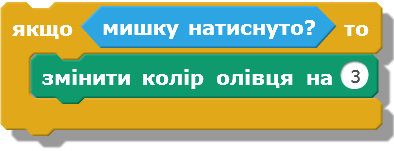 якщо мишку натиснуто? то
змінити колір олівця на 3